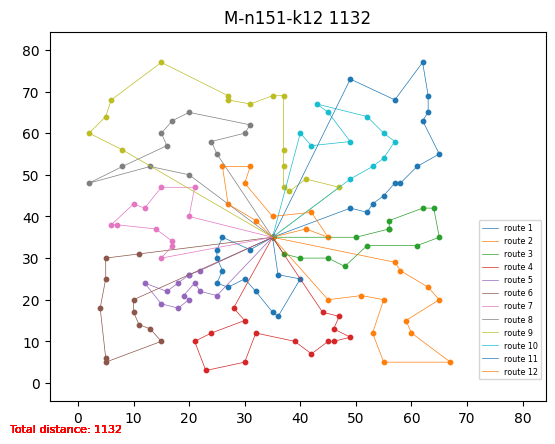 M-n151-k12 1132
80
70
60
50
40
30
20
10
0
0 10 20 30 40 50 60 70 80
route 1
route 2
route 3
route 4
route 5
route 6
route 7
route 8
route 9
route 10
route 11
route 12
Total distance: 1132